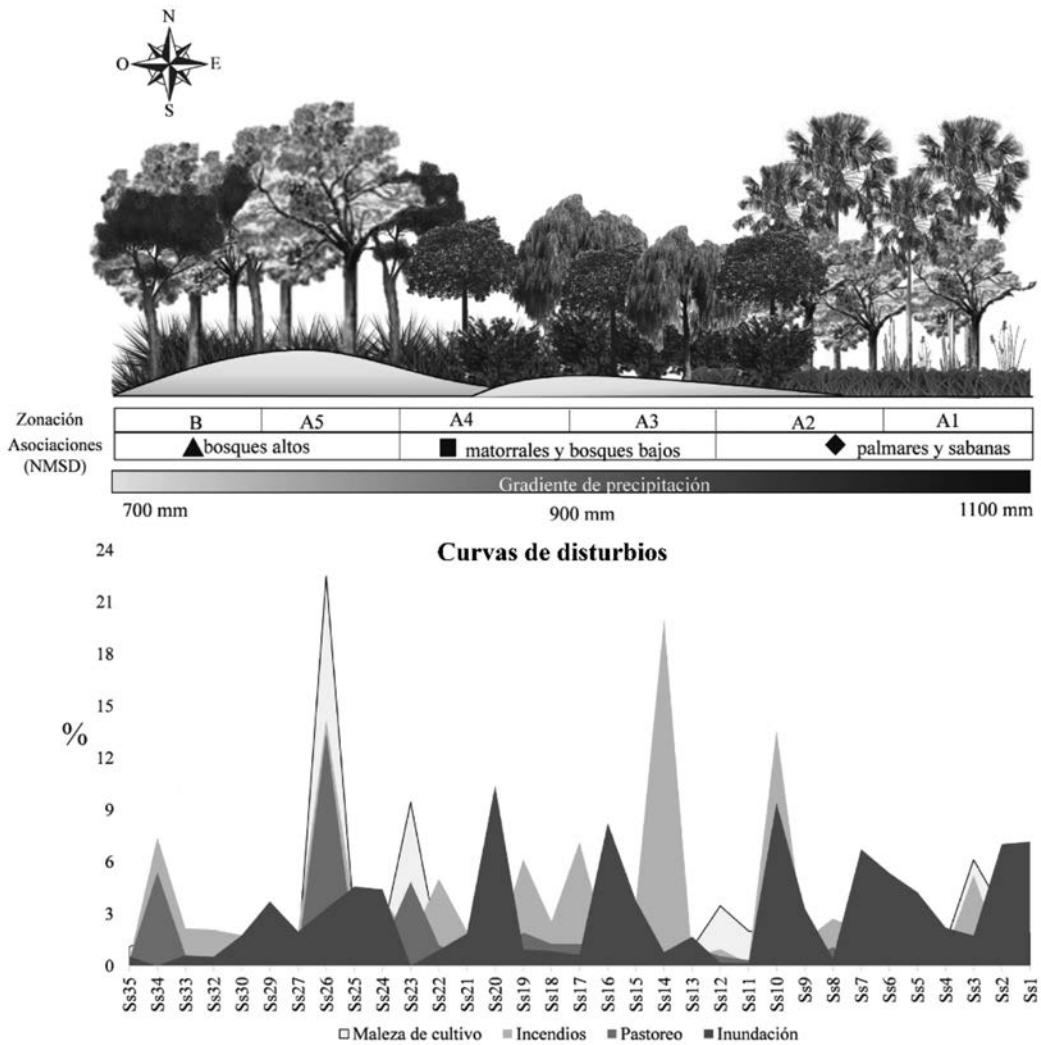 N
O E
S
Zonación B A5 A4 A3 A2 A1
Asociaciones (NMSD) bosques altos matorrales y bosques bajos palmares y sabanas
Gradiente de precipitación
700 mm 900 mm 1100 mm
Curvas de disturbios
24
21
18
15
%
12
9
6
3
0
Ss35 Ss34 Ss33 Ss32 Ss30 Ss29 Ss27 Ss26 Ss25 Ss24 Ss23 Ss22 Ss21 Ss20 Ss19 Ss18 Ss17 Ss16 Ss15 Ss14 Ss13 Ss12 Ss11 Ss10 Ss9 Ss8 Ss7 Ss6 Ss5 Ss4 Ss3 Ss2 Ss1
Maleza de cultivo Incendios Pastoreo Inundación